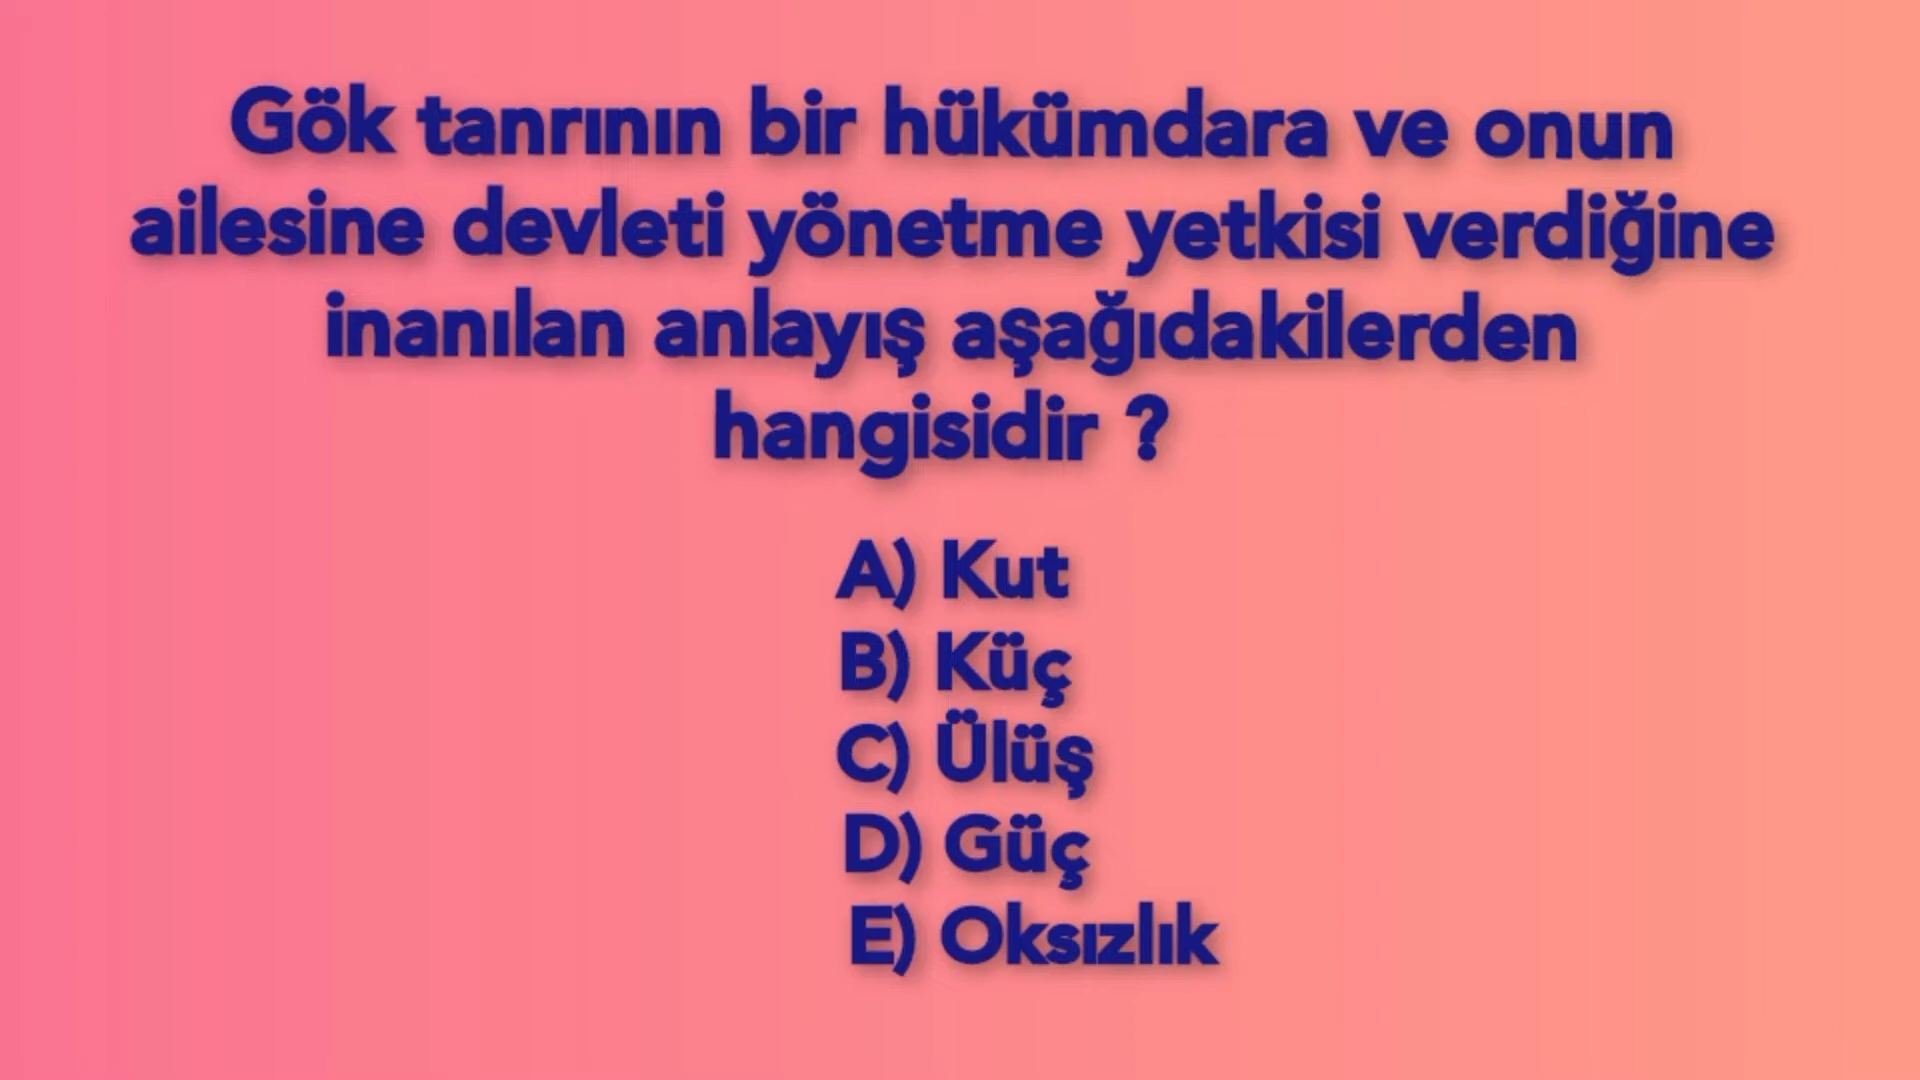 Gök tanrının bir hükümdara ve onun
ailesine devleti yönetme yetkisi verdiğine
inanılan anlayış aşağıdakilerden
hangisidir ?
A) Kut
B) Küç
C) Ülüş
D) Güç
E) Oksızlık